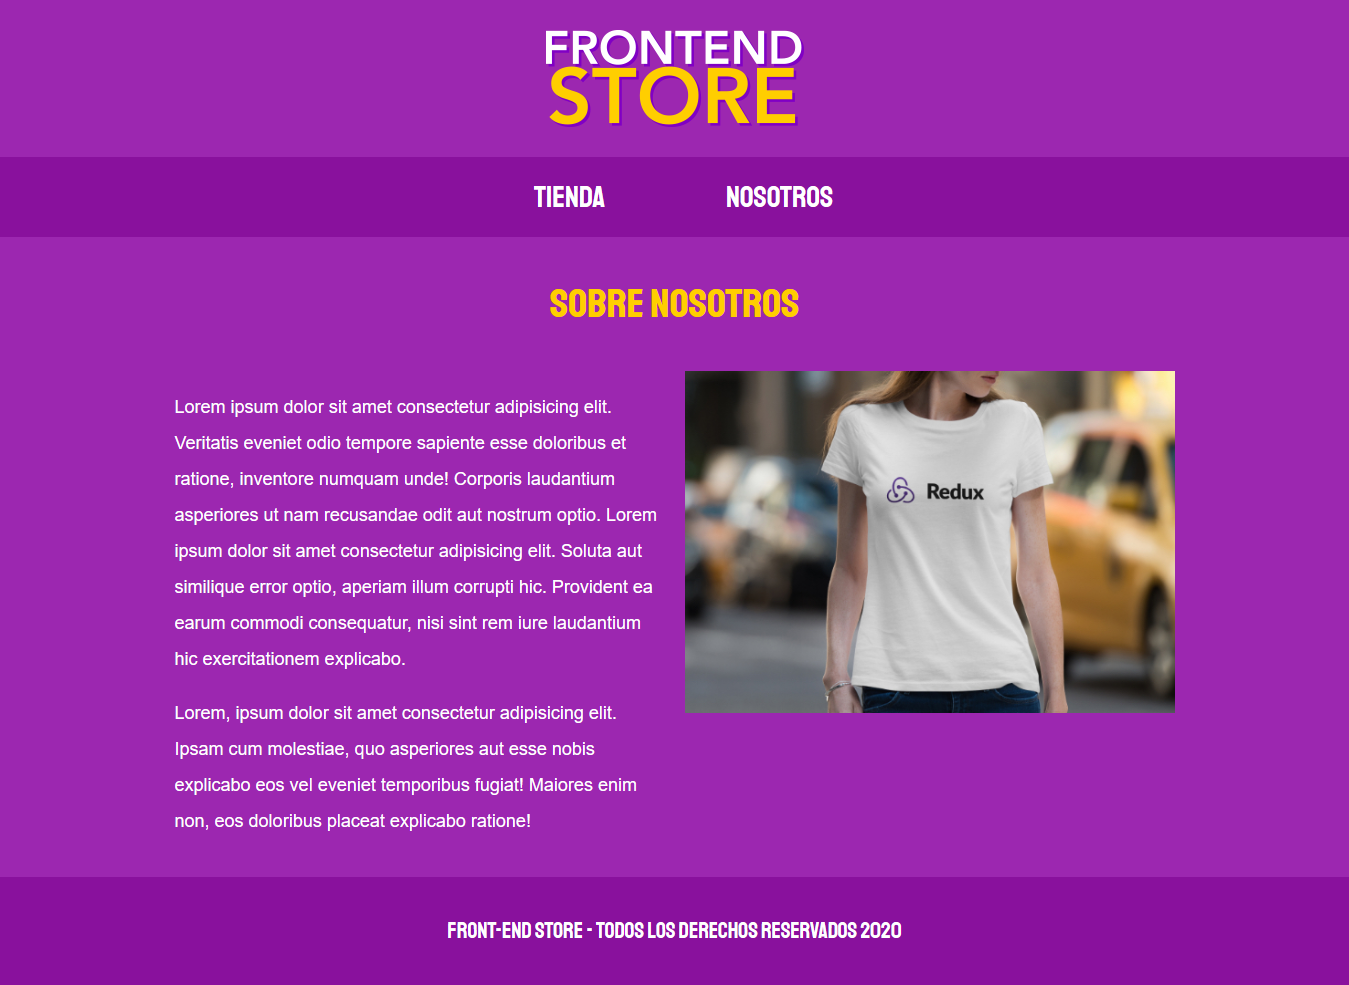 FRONTEND
STORE
TIENDA
NOSOTROS
SOBRE NOSOTROS
Lorem ipsum dolor sit amet consectetur adipisicing elit.
Veritatis eveniet odio tempore sapiente esse doloribus et
ratione, inventore numquam unde! Corporis laudantium
asperiores ut nam recusandae odit aut nostrum optio. Lorem
ipsum dolor sit amet consectetur adipisicing elit. Soluta aut
similique error optio, aperiam illum corrupti hic. Provident ea
earum commodi consequatur, nisi sint rem iure laudantium
hic exercitationem explicabo.
Lorem, ipsum dolor sit amet consectetur adipisicing elit.
Ipsam cum molestiae, quo asperiores aut esse nobis
explicabo eos vel eveniet temporibus fugiat! Maiores enim
non, eos doloribus placeat explicabo ratione!
Redux
FRONT-END STORE - TODOS LOS DERECHOS RESERVADOS 2020